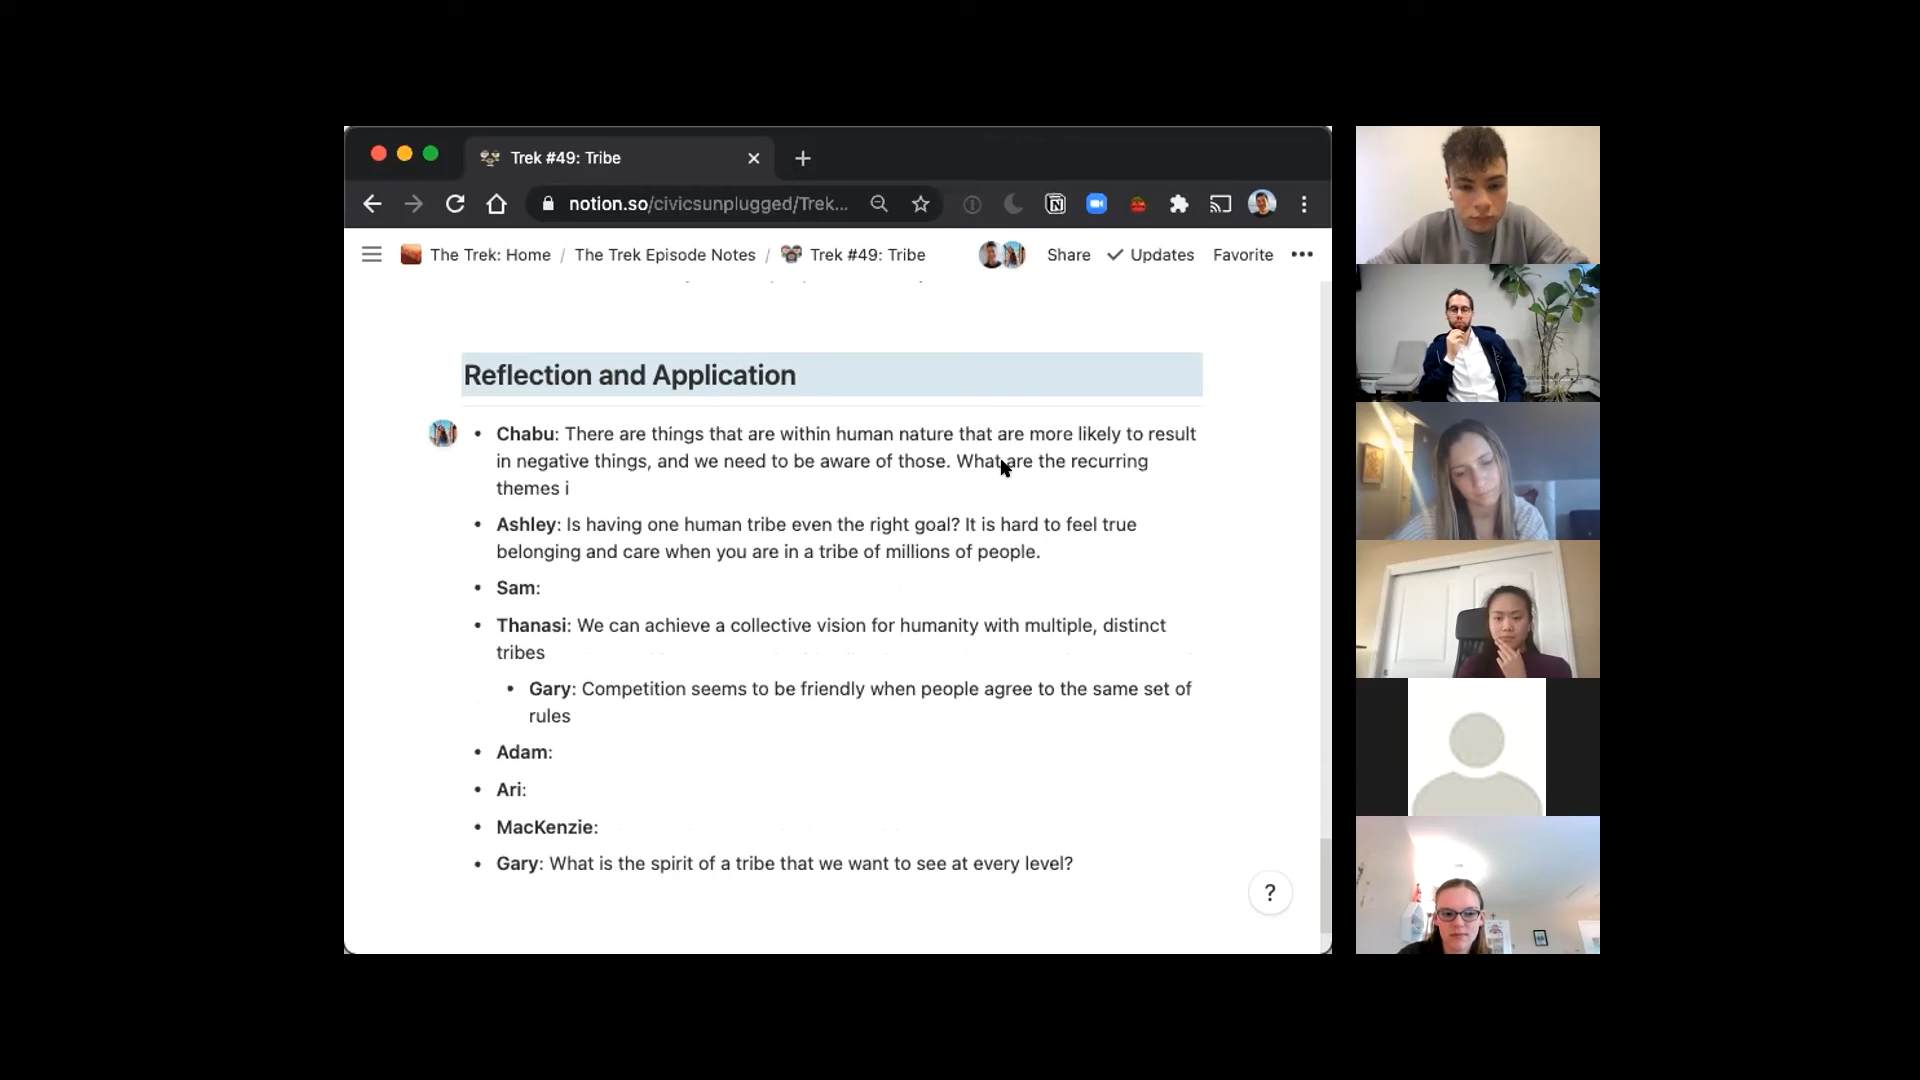 Trek #49: Tribe
notion.so/civicsunplugged/Trek...
The Trek: Home / The Trek Episode Notes / Trek #49: Tribe Share Updates Favorite
Reflection and Application
• Chabu: There are things that are within human nature that are more likely to result
in negative things, and we need to be aware of those. What are the recurring
themes i
• Ashley: Is having one human tribe even the right goal? It is hard to feel true
belonging and care when you are in a tribe of millions of people.
• Sam:
• Thanasi: We can achieve a collective vision for humanity with multiple, distinct
tribes
• Gary: Competition seems to be friendly when people agree to the same set of
rules
• Adam:
• Ari:
• MacKenzie:
• Gary: What is the spirit of a tribe that we want to see at every level?
?